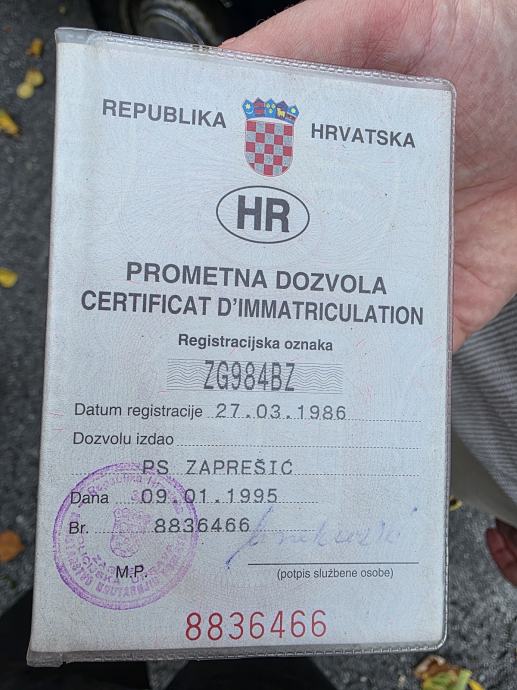 REPUBLIKA HRVATSKA
HR
PROMETNA DOZVOLA
CERTIFICAT D'IMMATRICULATION
Registracijska oznaka
ZG984BZ
Datum registracije 27.03.1986
Dozvolu izdao
PS ZAPREŠIĆ
Dana 09.01.1995
Br. 8836466
M.P.
(potpis službene osobe)
8836466